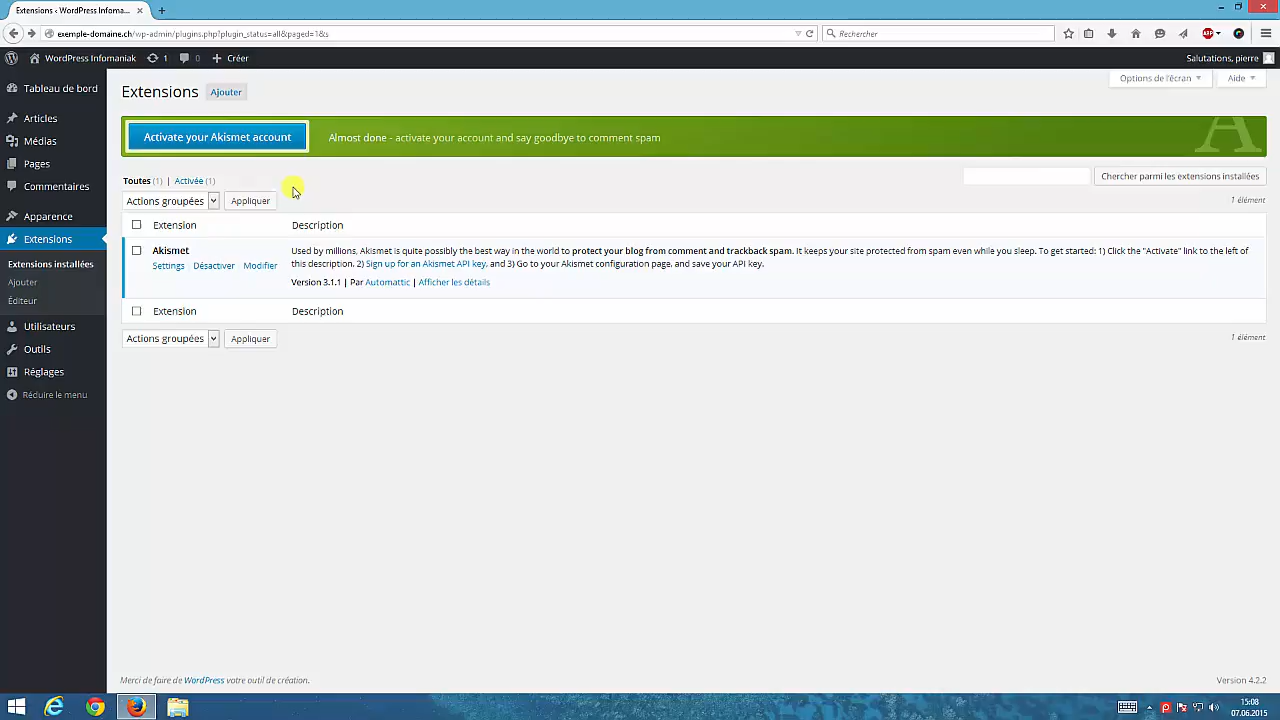 Extensions ‹ WordPress Infoma...
exemple-domaine.ch/wp-admin/plugins.php?plugin_status=all&paged=1&s
Rechercher
ABP
WordPress Infomaniak 1 0 Créer
Salutations, pierre
Tableau de bord
Articles
Médias
Pages
Commentaires
Apparence
Extensions
Extensions installées
Ajouter
Éditeur
Utilisateurs
Outils
Réglages
Réduire le menu
Options de l'écran
Aide
Extensions Ajouter
Activate your Akismet account
Almost done - activate your account and say goodbye to comment spam
A
Toutes (1) | Activée (1)
Chercher parmi les extensions installées
Actions groupées Appliquer
1 élément
Extension Description
Akismet
Settings Désactiver Modifier
Used by millions, Akismet is quite possibly the best way in the world to protect your blog from comment and trackback spam. It keeps your site protected from spam even while you sleep. To get started: 1) Click the "Activate" link to the left of
this description, 2) Sign up for an Akismet API key, and 3) Go to your Akismet configuration page, and save your API key.
Version 3.1.1 | Par Automattic | Afficher les détails
Extension Description
Actions groupées Appliquer
1 élément
Merci de faire de WordPress votre outil de création.
Version 4.2.2
15:08
07.06.2015